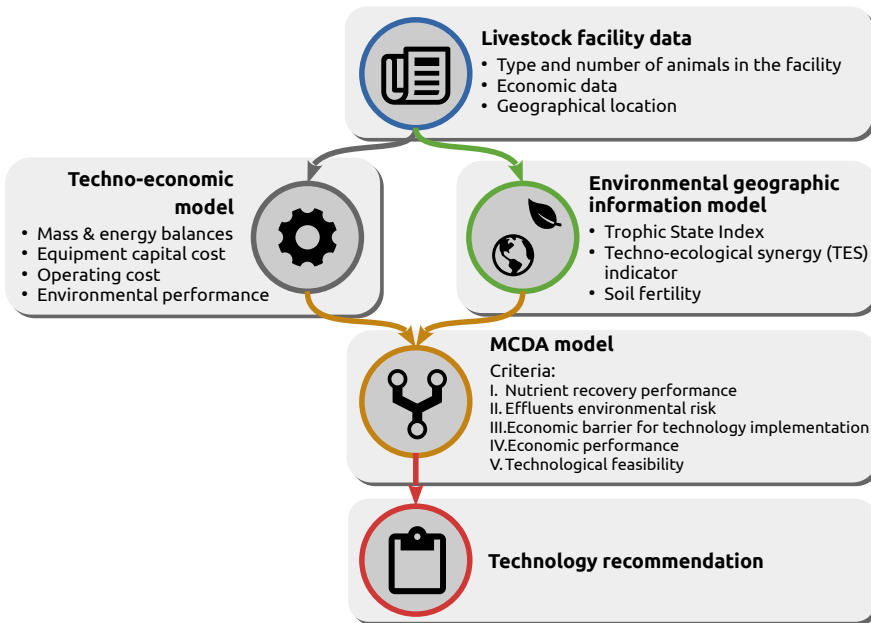 Livestock facility data
• Type and number of animals in the facility
• Economic data
• Geographical location
Techno-economic
model
• Mass & energy balances
• Equipment capital cost
• Operating cost
• Environmental performance
Environmental geographic
information model
• Trophic State Index
• Techno-ecological synergy (TES)
indicator
• Soil fertility
MCDA model
Criteria:
I. Nutrient recovery performance
II. Effluents environmental risk
III.Economic barrier for technology implementation
IV.Economic performance
V. Technological feasibility
Technology recommendation